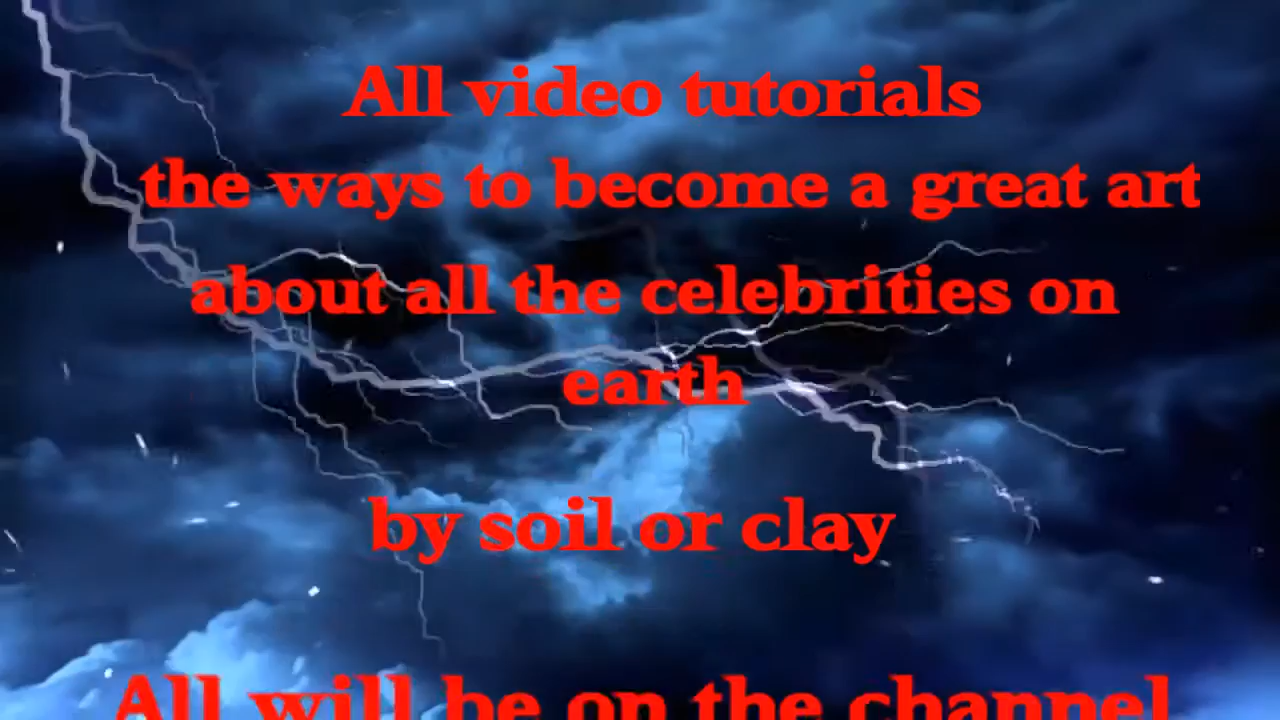 All video tutorials
the ways to become a great art
about all the celebrities on
earth
by soil or clay
All will be on the channel